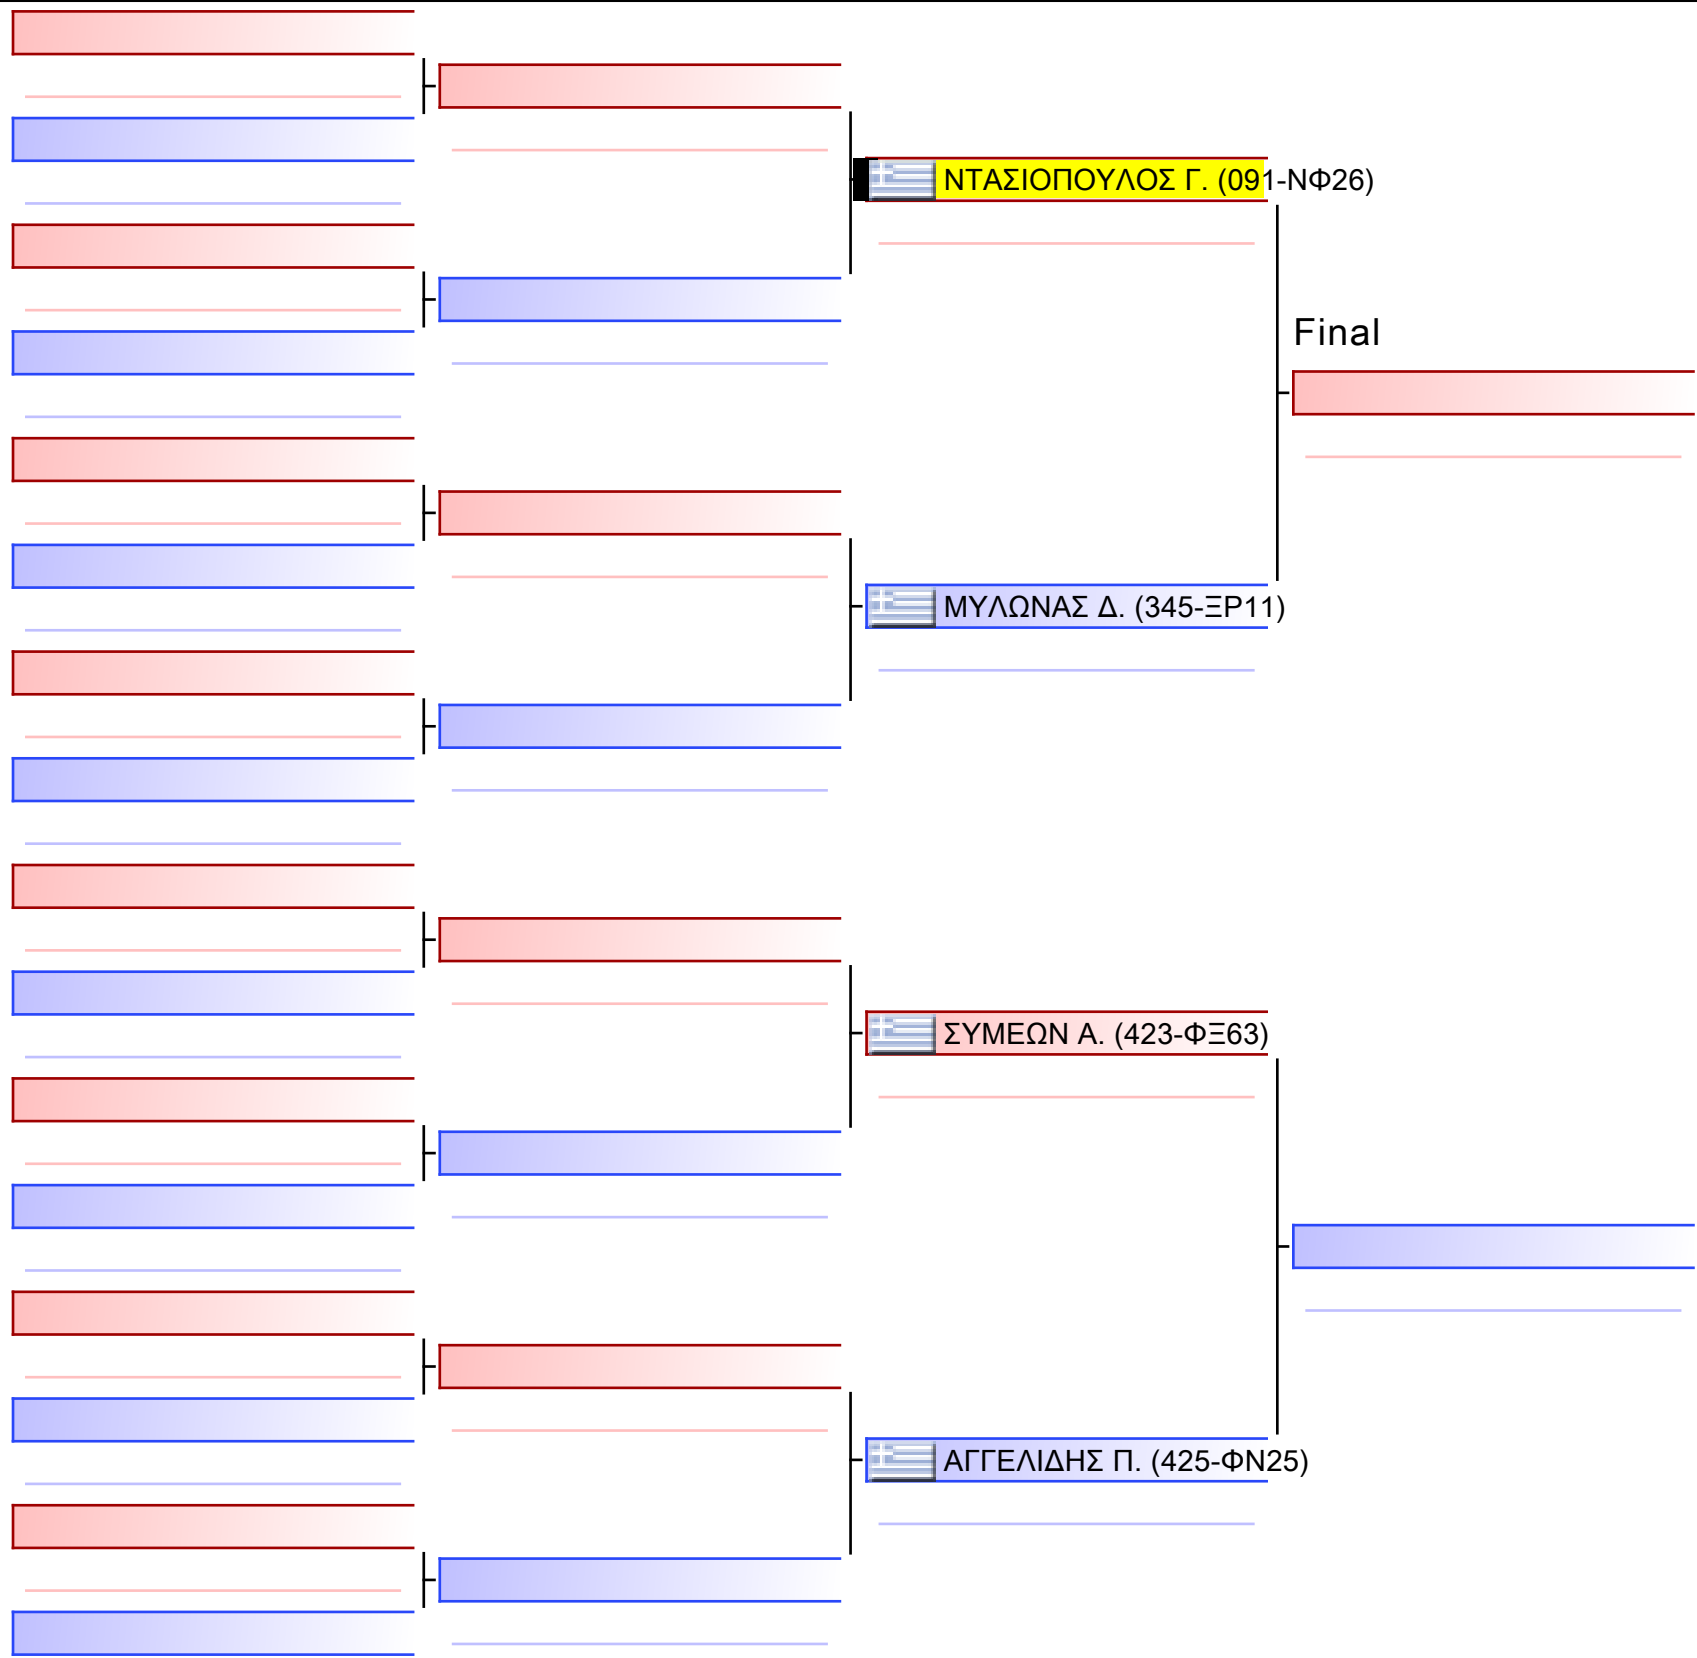 ΝΤΑΣΙΟΠΟΥΛΟΣ Γ. (091-ΝΦ26)
Final
ΜΥΛΩΝΑΣ Δ. (345-ΞΡ11)
ΣΥΜΕΩΝ Α. (423-ΦΞ63)
ΑΓΓΕΛΙΔΗΣ Π. (425-ΦΝ25)